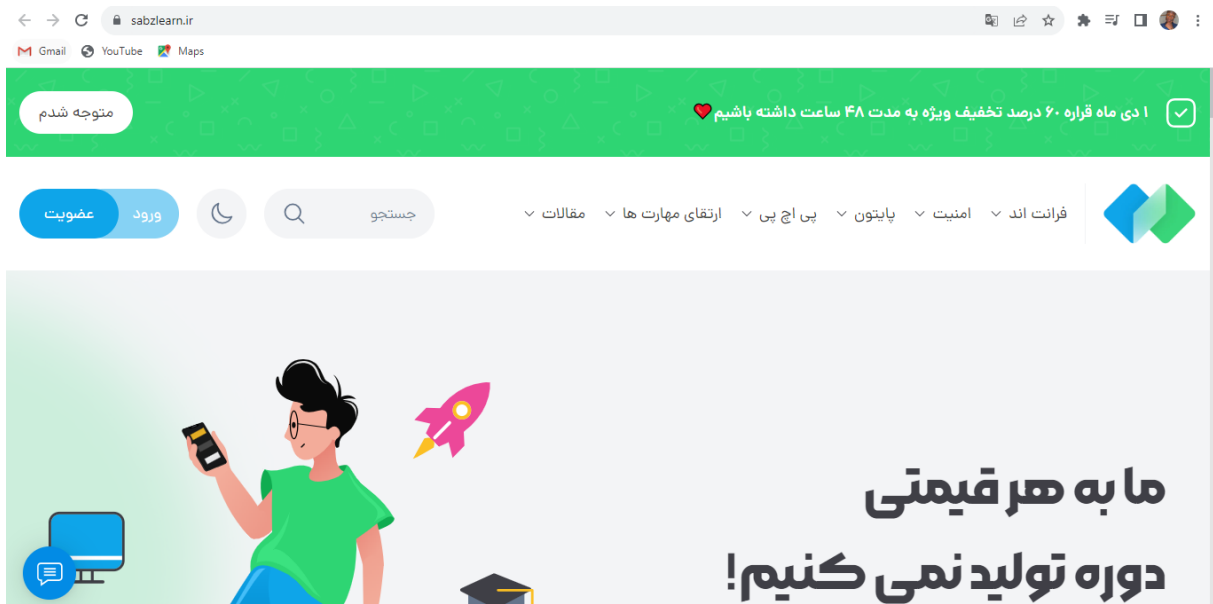 sabzlearn.ir
Gmail YouTube Maps
۱ دی ماه قراره ۶۰ درصد تخفیف ویژه به مدت ۴۸ ساعت داشته باشیم❤ متوجه شدم
فرانت اند امنیت پایتون پی اچ پی ارتقای مهارت ها مقالات جستجو ورود عضویت
ما به هر قیمتی
دوره تولید نمی کنیم!